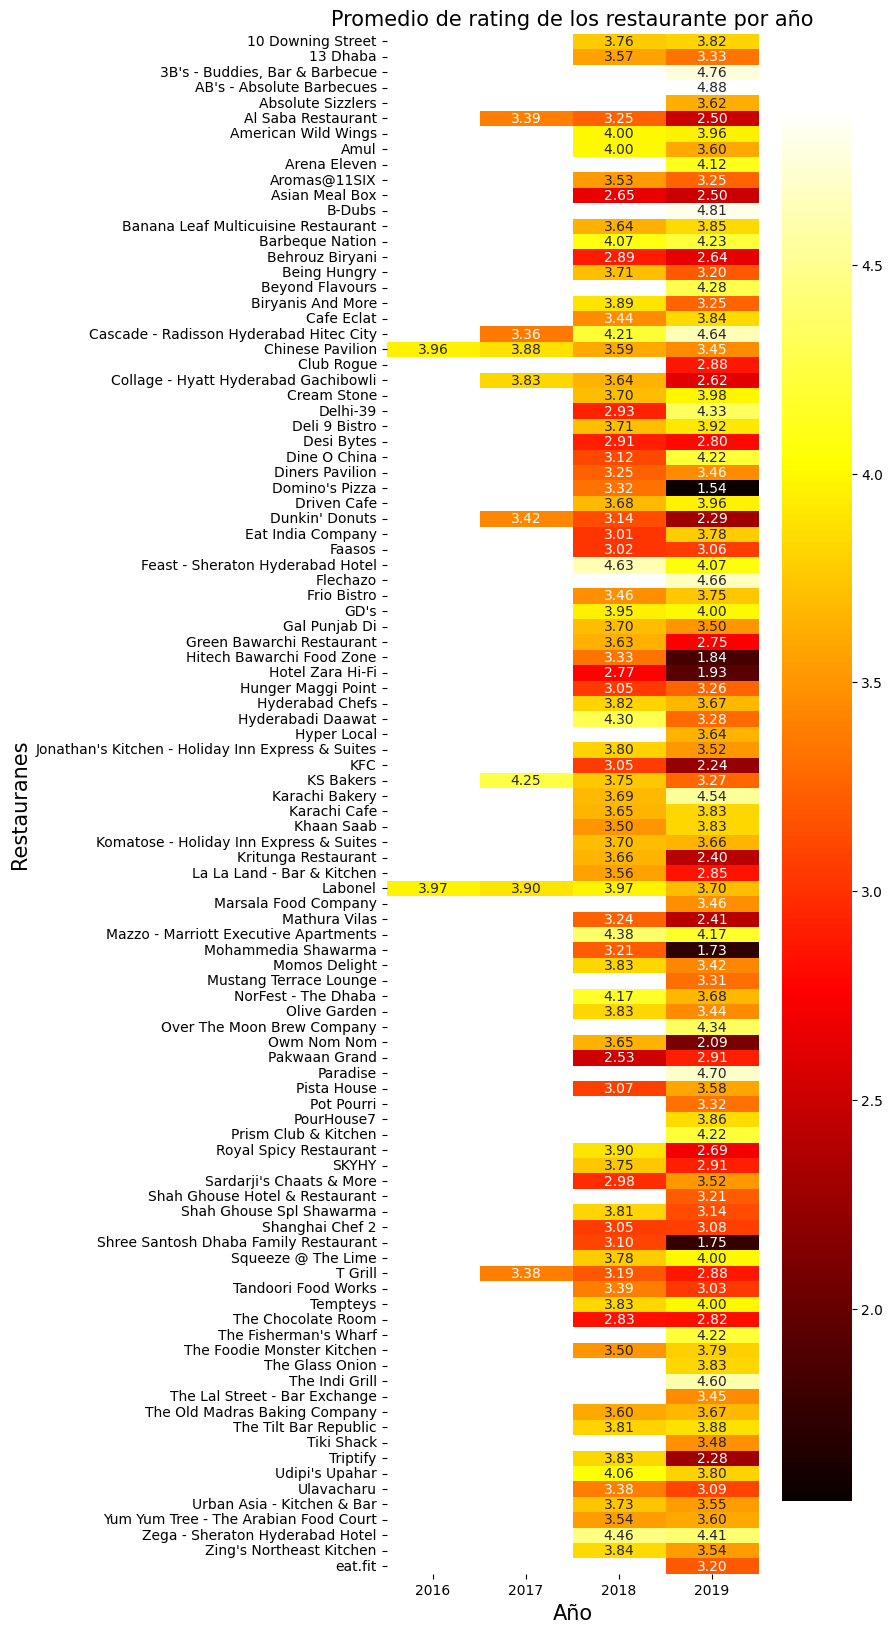 Promedio de rating de los restaurante por año
10 Downing Street 3.76 3.82
13 Dhaba 3.57 3.33
3B's - Buddies, Bar & Barbecue 4.76
AB's - Absolute Barbecues 4.88
Absolute Sizzlers 3.62
Al Saba Restaurant 3.39 3.25 2.50
American Wild Wings 4.00 3.96
Amul 4.00 3.60
Arena Eleven 4.12
Aromas@11SIX 3.53 3.25
Asian Meal Box 2.65 2.50
B-Dubs 4.81
Banana Leaf Multicuisine Restaurant 3.64 3.85
Barbeque Nation 4.07 4.23
Behrouz Biryani 2.89 2.64
Being Hungry 3.71 3.20
Beyond Flavours 4.28
Biryanis And More 3.89 3.25
Cafe Eclat 3.44 3.84
Cascade - Radisson Hyderabad Hitec City 3.36 4.21 4.64
Chinese Pavilion 3.96 3.88 3.59 3.45
Club Rogue 2.88
Collage - Hyatt Hyderabad Gachibowli 3.83 3.64 2.62
Cream Stone 3.70 3.98
Delhi-39 2.93 4.33
Deli 9 Bistro 3.71 3.92
Desi Bytes 2.91 2.80
Dine O China 3.12 4.22
Diners Pavilion 3.25 3.46
Domino's Pizza 3.32 1.54
Driven Cafe 3.68 3.96
Dunkin' Donuts 3.42 3.14 2.29
Eat India Company 3.01 3.78
Faasos 3.02 3.06
Feast - Sheraton Hyderabad Hotel 4.63 4.07
Flechazo 4.66
Frio Bistro 3.46 3.75
GD's 3.95 4.00
Gal Punjab Di 3.70 3.50
Green Bawarchi Restaurant 3.63 2.75
Hitech Bawarchi Food Zone 3.33 1.84
Hotel Zara Hi-Fi 2.77 1.93
Hunger Maggi Point 3.05 3.26
Hyderabad Chefs 3.82 3.67
Hyderabadi Daawat 4.30 3.28
Hyper Local 3.64
Jonathan's Kitchen - Holiday Inn Express & Suites 3.80 3.52
KFC 3.05 2.24
KS Bakers 4.25 3.75 3.27
Karachi Bakery 3.69 4.54
Karachi Cafe 3.65 3.83
Khaan Saab 3.50 3.83
Komatose - Holiday Inn Express & Suites 3.70 3.66
Kritunga Restaurant 3.66 2.40
La La Land - Bar & Kitchen 3.56 2.85
Labonel 3.97 3.90 3.97 3.70
Marsala Food Company 3.46
Mathura Vilas 3.24 2.41
Mazzo - Marriott Executive Apartments 4.38 4.17
Mohammedia Shawarma 3.21 1.73
Momos Delight 3.83 3.42
Mustang Terrace Lounge 3.31
NorFest - The Dhaba 4.17 3.68
Olive Garden 3.83 3.44
Over The Moon Brew Company 4.34
Owm Nom Nom 3.65 2.09
Pakwaan Grand 2.53 2.91
Paradise 4.70
Pista House 3.07 3.58
Pot Pourri 3.32
PourHouse7 3.86
Prism Club & Kitchen 4.22
Royal Spicy Restaurant 3.90 2.69
SKYHY 3.75 2.91
Sardarji's Chaats & More 2.98 3.52
Shah Ghouse Hotel & Restaurant 3.21
Shah Ghouse Spl Shawarma 3.81 3.14
Shanghai Chef 2 3.05 3.08
Shree Santosh Dhaba Family Restaurant 3.10 1.75
Squeeze @ The Lime 3.78 4.00
T Grill 3.38 3.19 2.88
Tandoori Food Works 3.39 3.03
Tempteys 3.83 4.00
The Chocolate Room 2.83 2.82
The Fisherman's Wharf 4.22
The Foodie Monster Kitchen 3.50 3.79
The Glass Onion 3.83
The Indi Grill 4.60
The Lal Street - Bar Exchange 3.45
The Old Madras Baking Company 3.60 3.67
The Tilt Bar Republic 3.81 3.88
Tiki Shack 3.48
Triptify 3.83 2.28
Udipi's Upahar 4.06 3.80
Ulavacharu 3.38 3.09
Urban Asia - Kitchen & Bar 3.73 3.55
Yum Yum Tree - The Arabian Food Court 3.54 3.60
Zega - Sheraton Hyderabad Hotel 4.46 4.41
Zing's Northeast Kitchen 3.84 3.54
eat.fit 3.20
2016 2017 2018 2019
Año
Restauranes
4.5
4.0
3.5
3.0
2.5
2.0